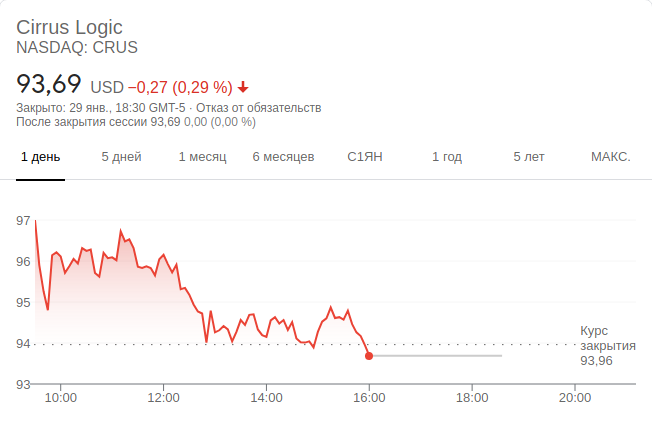 Cirrus Logic
NASDAQ: CRUS
93,69 USD −0,27 (0,29 %)
Закрыто: 29 янв., 18:30 GMT-5 · Отказ от обязательств
После закрытия сессии 93,69 0,00 (0,00 %)
1 день 5 дней 1 месяц 6 месяцев С1ЯН 1 год 5 лет МАКС.
97
96
95
94
93
Курс
закрытия
93,96
10:00 12:00 14:00 16:00 18:00 20:00